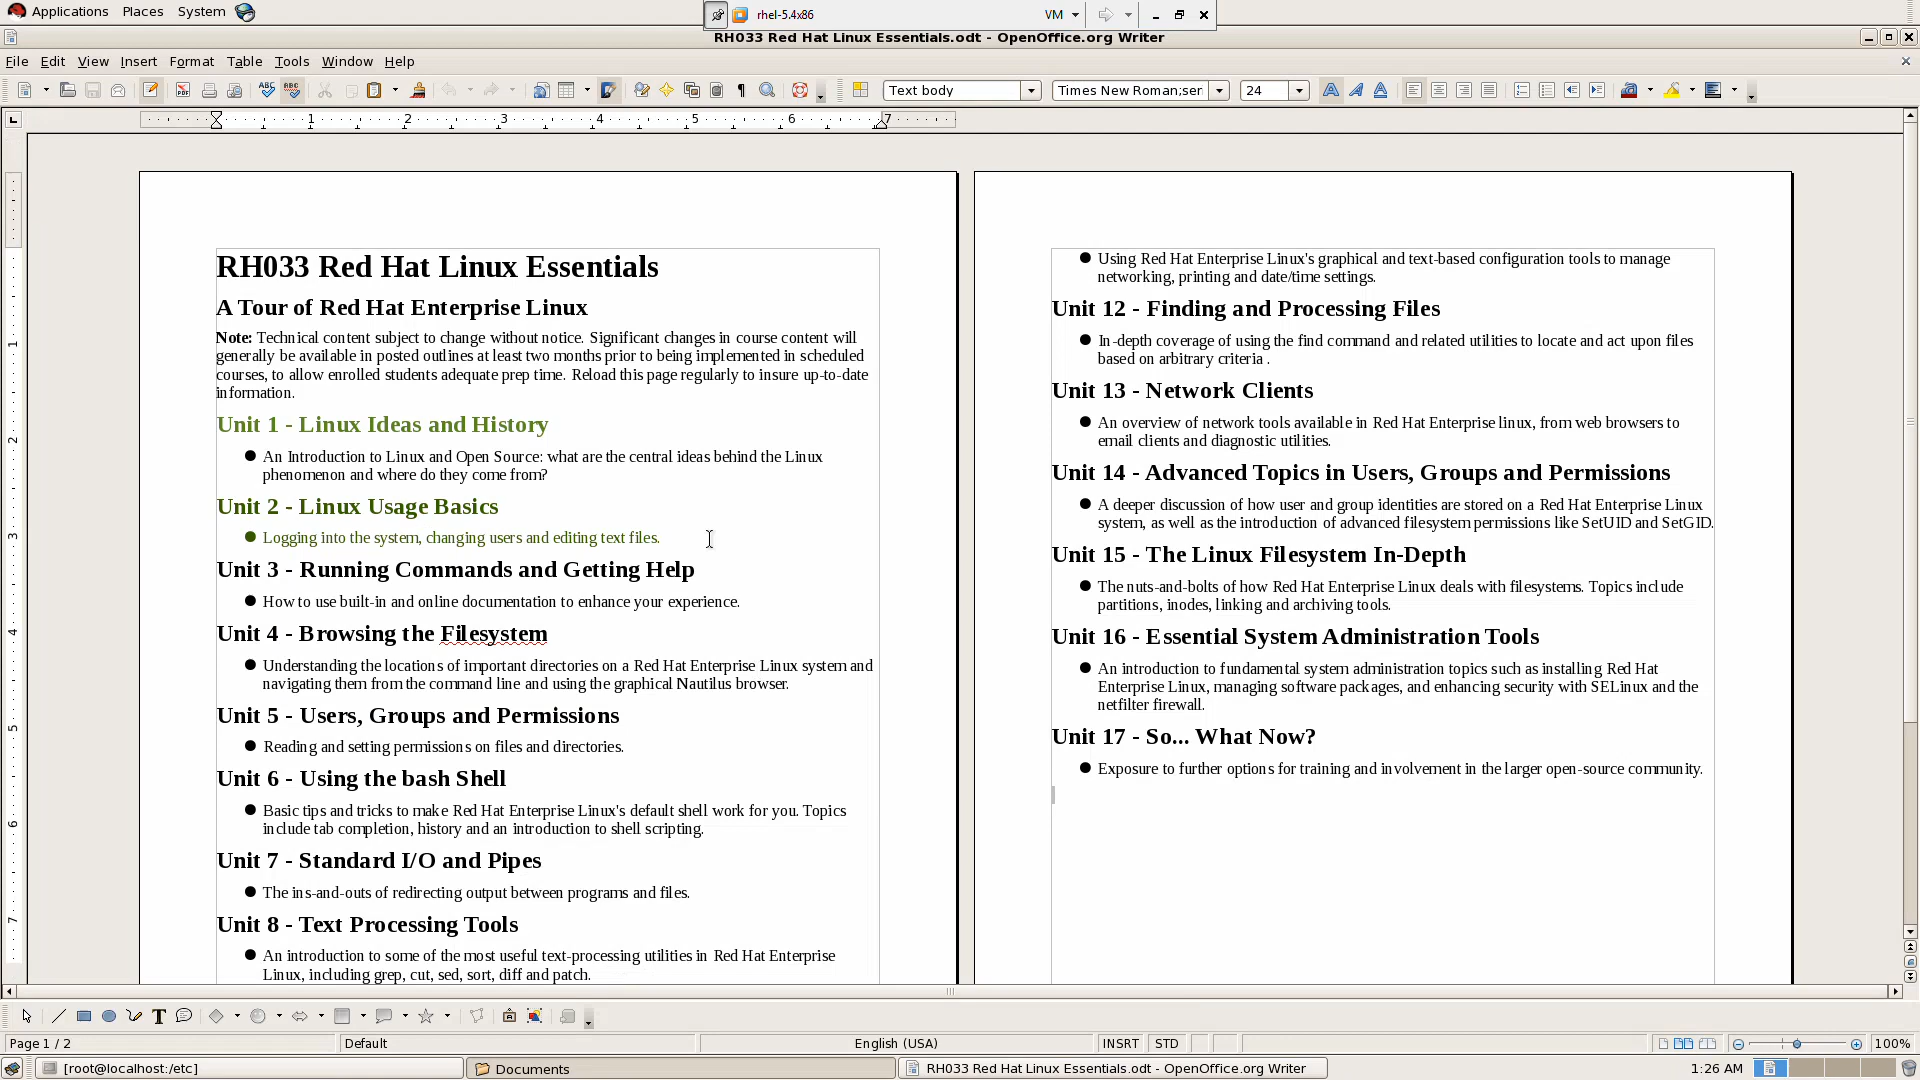 Applications Places System
rhel-5.4x86 VM
RH033 Red Hat Linux Essentials.odt - OpenOffice.org Writer
File Edit View Insert Format Table Tools Window Help
Text body Times New Roman;ser 24
1 2 3 4 5 6 7
RH033 Red Hat Linux Essentials
A Tour of Red Hat Enterprise Linux
Note: Technical content subject to change without notice. Significant changes in course content will
generally be available in posted outlines at least two months prior to being implemented in scheduled
courses, to allow enrolled students adequate prep time. Reload this page regularly to insure up-to-date
information.
Unit 1 - Linux Ideas and History
An Introduction to Linux and Open Source: what are the central ideas behind the Linux
phenomenon and where do they come from?
Unit 2 - Linux Usage Basics
Logging into the system, changing users and editing text files.
Unit 3 - Running Commands and Getting Help
How to use built-in and online documentation to enhance your experience.
Unit 4 - Browsing the Filesystem
Understanding the locations of important directories on a Red Hat Enterprise Linux system and
navigating them from the command line and using the graphical Nautilus browser.
Unit 5 - Users, Groups and Permissions
Reading and setting permissions on files and directories.
Unit 6 - Using the bash Shell
Basic tips and tricks to make Red Hat Enterprise Linux's default shell work for you. Topics
include tab completion, history and an introduction to shell scripting.
Unit 7 - Standard I/O and Pipes
The ins-and-outs of redirecting output between programs and files.
Unit 8 - Text Processing Tools
An introduction to some of the most useful text-processing utilities in Red Hat Enterprise
Linux, including grep, cut, sed, sort, diff and patch.
Using Red Hat Enterprise Linux's graphical and text-based configuration tools to manage
networking, printing and date/time settings.
Unit 12 - Finding and Processing Files
In-depth coverage of using the find command and related utilities to locate and act upon files
based on arbitrary criteria .
Unit 13 - Network Clients
An overview of network tools available in Red Hat Enterprise linux, from web browsers to
email clients and diagnostic utilities.
Unit 14 - Advanced Topics in Users, Groups and Permissions
A deeper discussion of how user and group identities are stored on a Red Hat Enterprise Linux
system, as well as the introduction of advanced filesystem permissions like SetUID and SetGID.
Unit 15 - The Linux Filesystem In-Depth
The nuts-and-bolts of how Red Hat Enterprise Linux deals with filesystems. Topics include
partitions, inodes, linking and archiving tools.
Unit 16 - Essential System Administration Tools
An introduction to fundamental system administration topics such as installing Red Hat
Enterprise Linux, managing software packages, and enhancing security with SELinux and the
netfilter firewall.
Unit 17 - So... What Now?
Exposure to further options for training and involvement in the larger open-source community.
Page 1 / 2 Default English (USA) INSRT STD 100%
[root@localhost:/etc] Documents RH033 Red Hat Linux Essentials.odt - OpenOffice.org Writer 1:26 AM